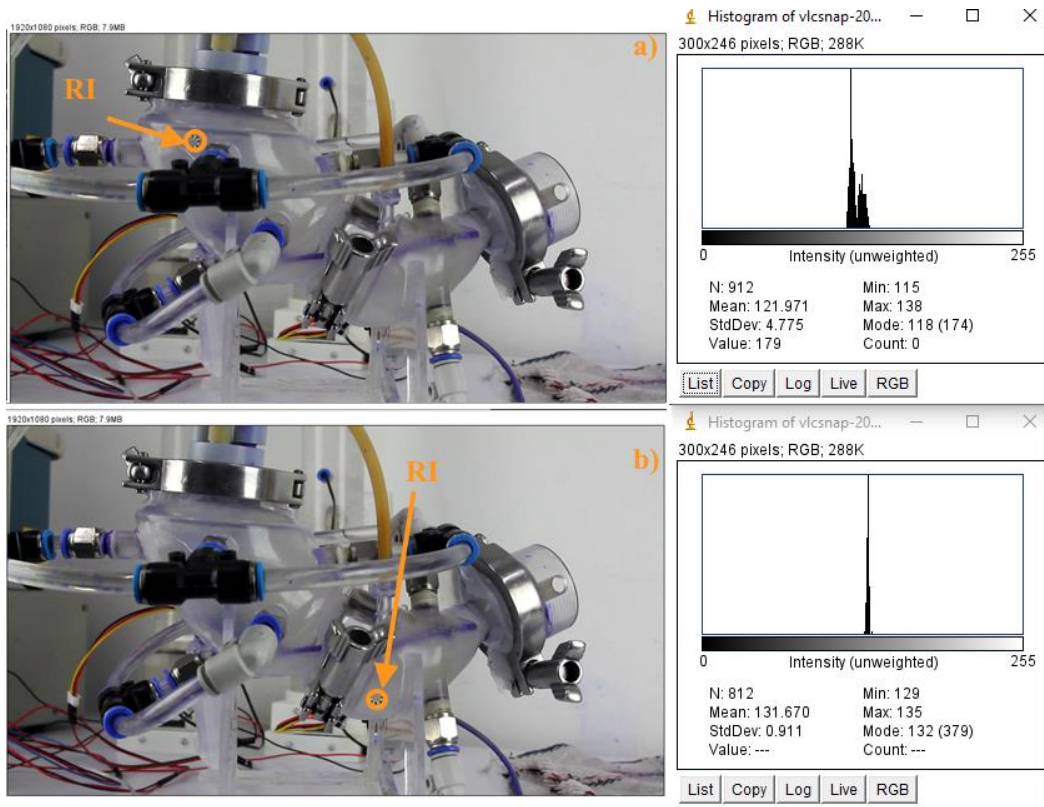 1920x1080 pixels; RGB; 7.9MB
a)
RI
Histogram of vlcsnap-20...
300x246 pixels; RGB; 288K
0 Intensity (unweighted) 255
N: 912 Min: 115
Mean: 121.971 Max: 138
StdDev: 4.775 Mode: 118 (174)
Value: 179 Count: 0
List Copy Log Live RGB
1920x1080 pixels; RGB; 7.9MB
b)
RI
Histogram of vlcsnap-20...
300x246 pixels; RGB; 288K
0 Intensity (unweighted) 255
N: 812 Min: 129
Mean: 131.670 Max: 135
StdDev: 0.911 Mode: 132 (379)
Value: --- Count: ---
List Copy Log Live RGB